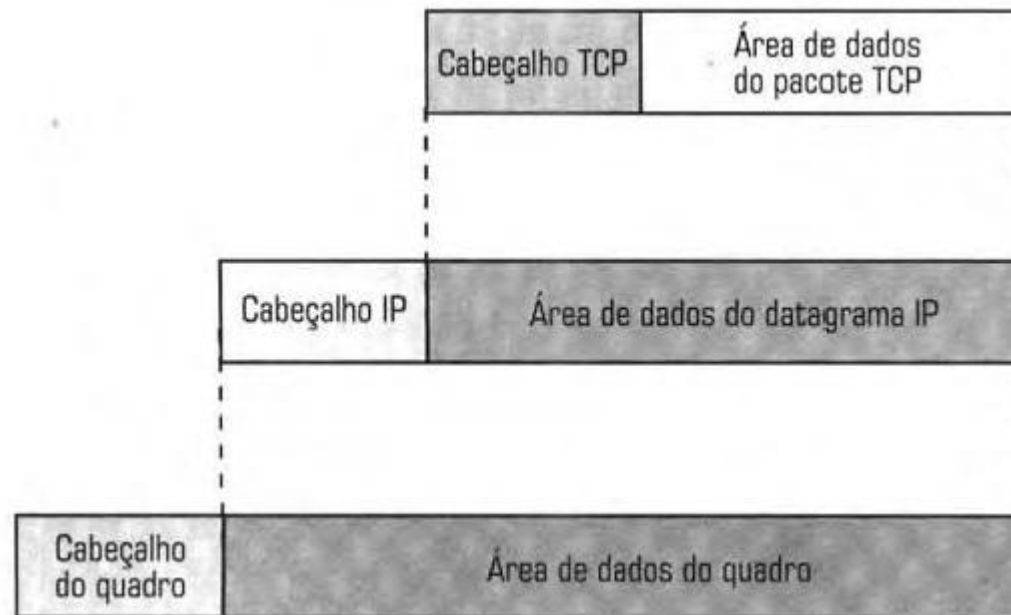 Cabeçalho TCP
Área de dados
do pacote TCP
Cabeçalho IP
Área de dados do datagrama IP
Cabeçalho
do quadro
Área de dados do quadro